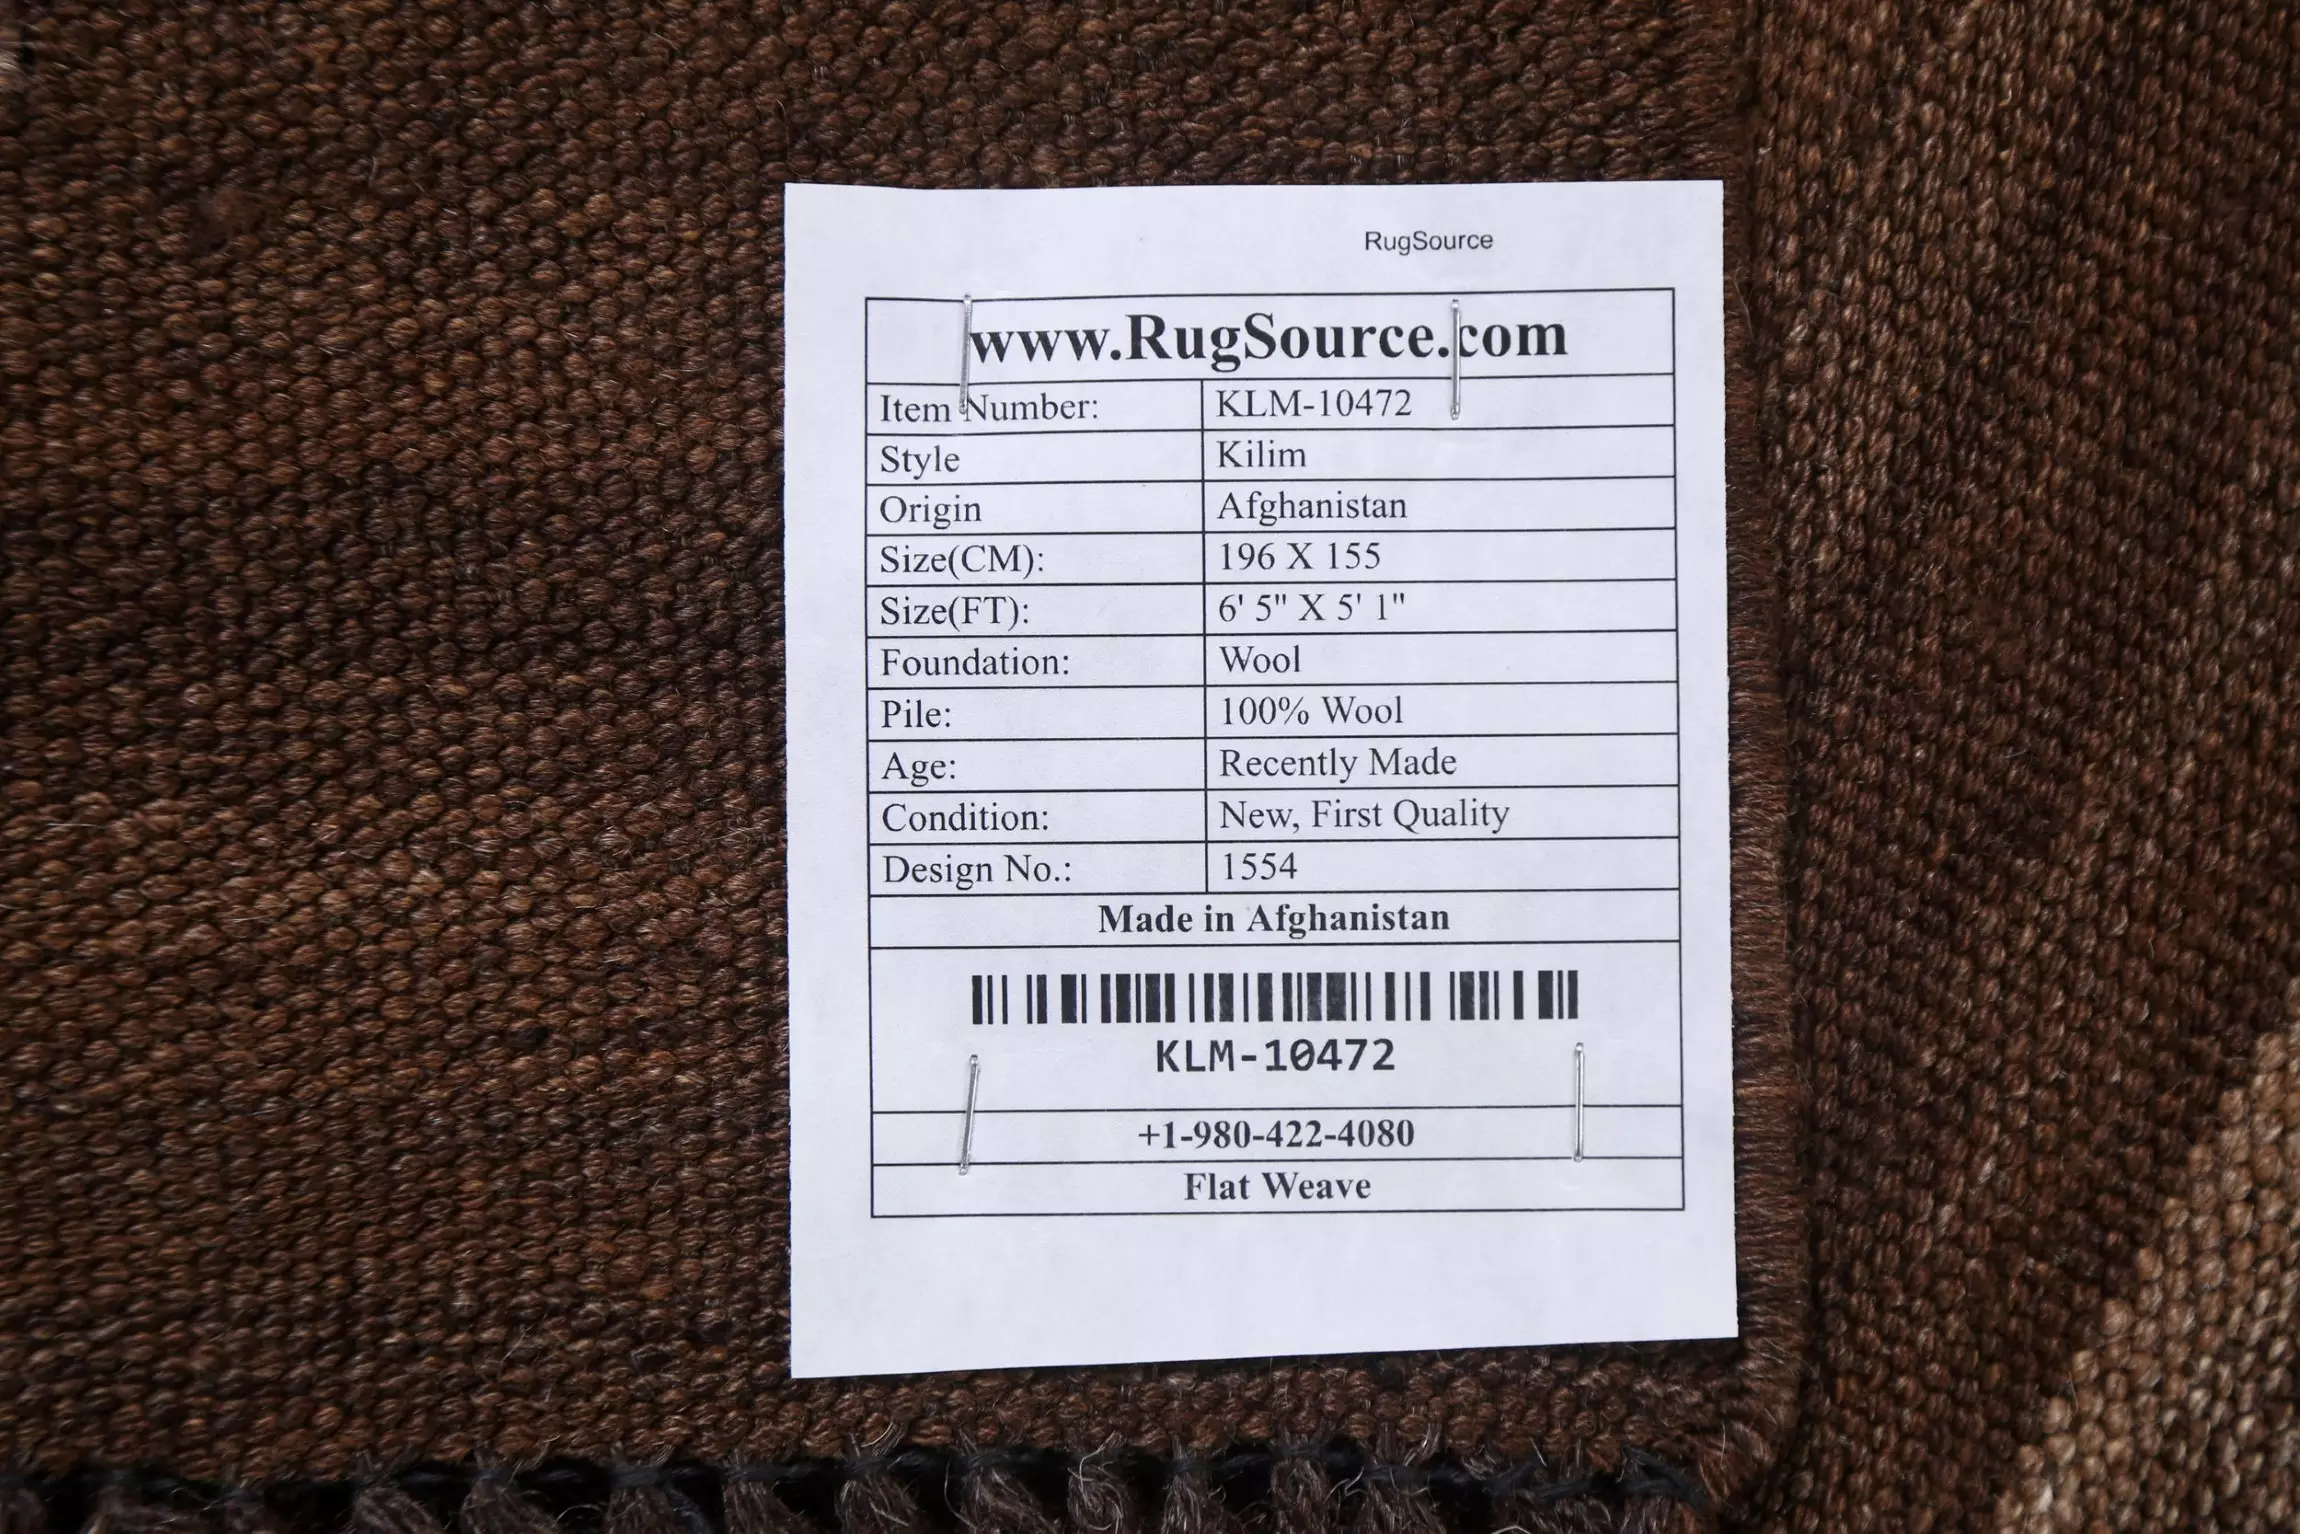 RugSource
www.RugSource.com
Item Number: KLM-10472
Style Kilim
Origin Afghanistan
Size(CM): 196 X 155
Size(FT): 6' 5" X 5' 1"
Foundation: Wool
Pile: 100% Wool
Age: Recently Made
Condition: New, First Quality
Design No.: 1554
Made in Afghanistan
KLM-10472
+1-980-422-4080
Flat Weave